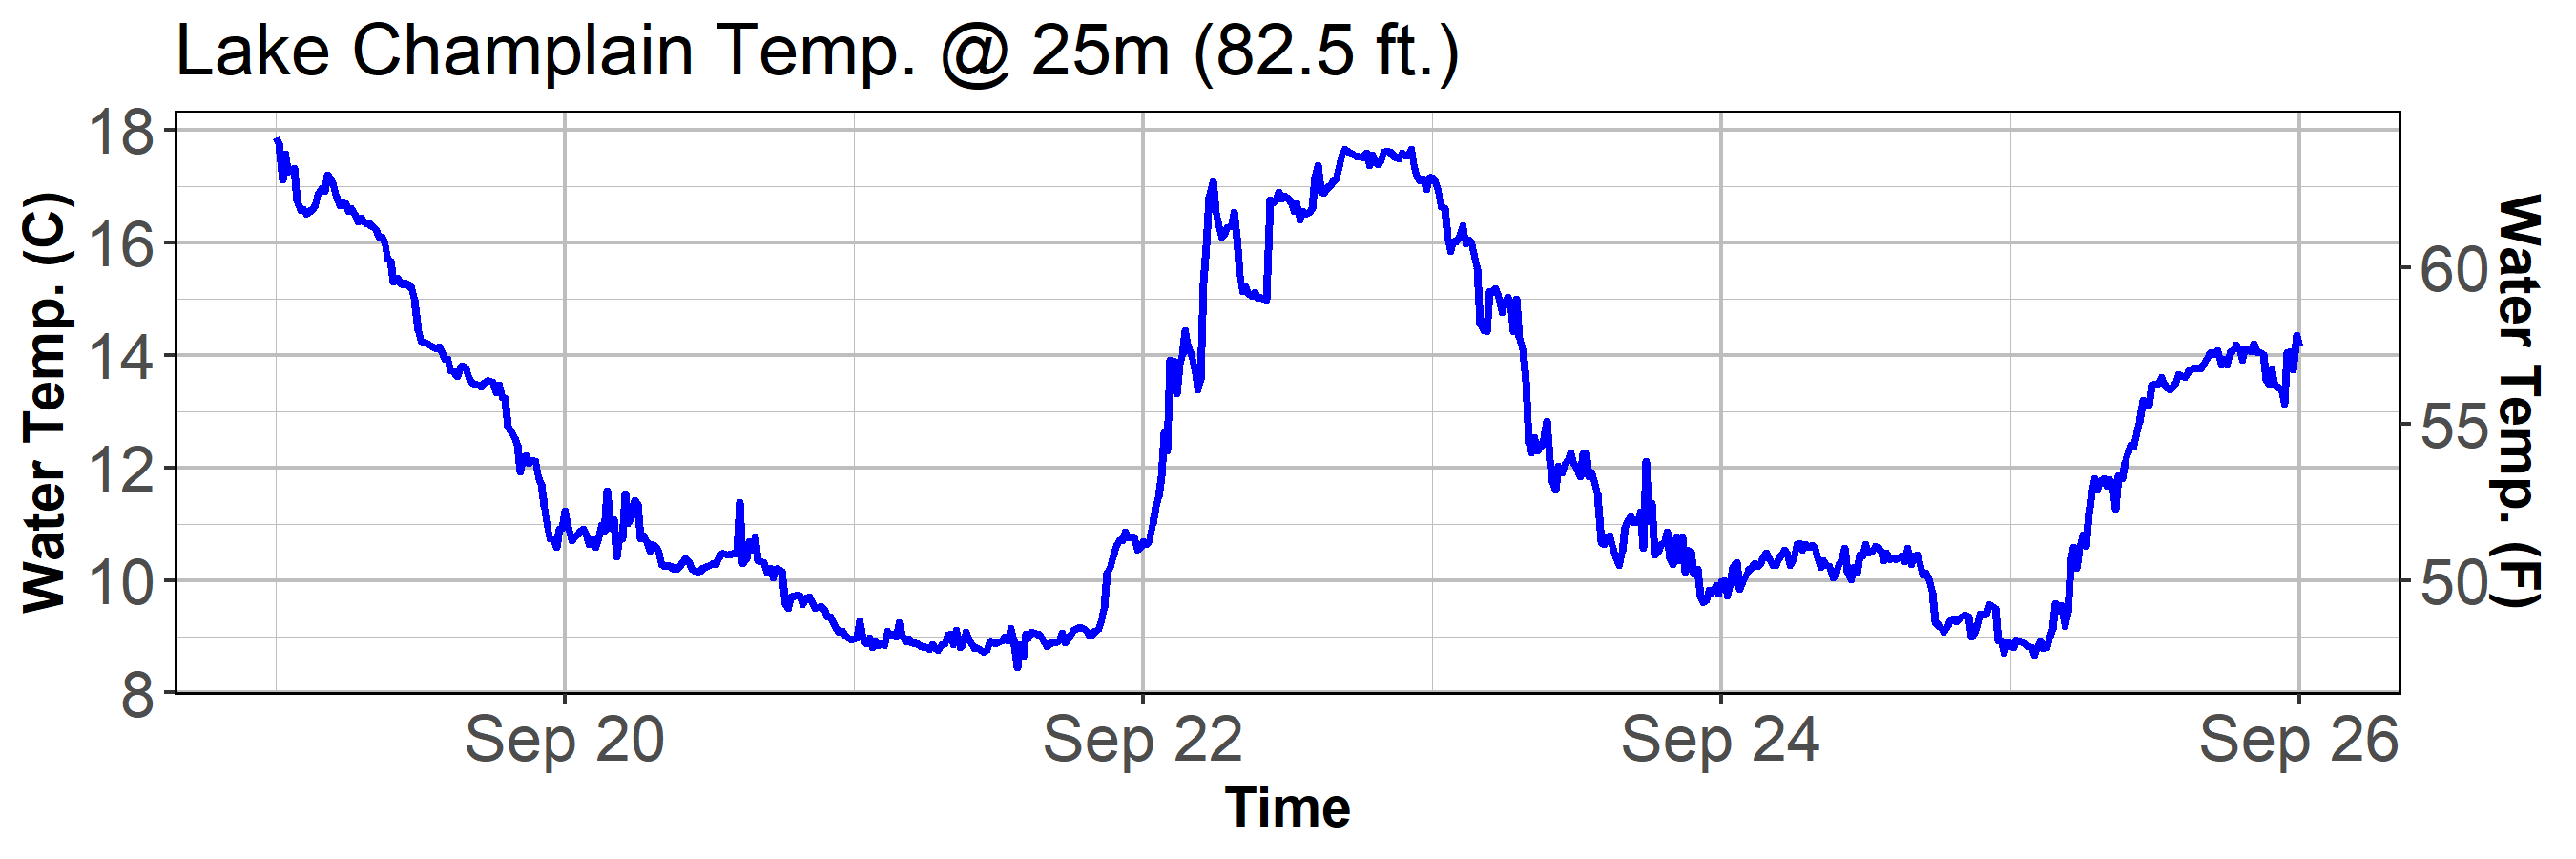 Lake Champlain Temp. @ 25m (82.5 ft.)
18
16
14
12
10
8
Water Temp. (C)
60
55
50
Water Temp. (F)
Sep 20
Sep 22
Sep 24
Sep 26
Time